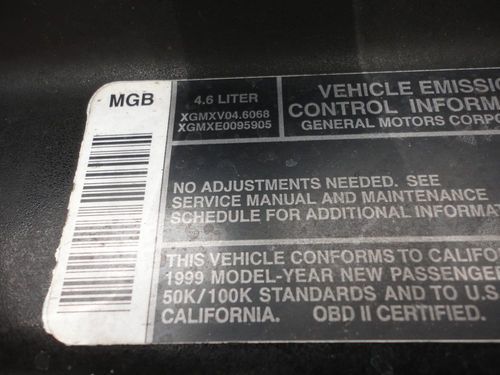 MGB
4.6 LITER
XGMXV04.6068
XGMXE0095905
VEHICLE EMISSI
CONTROL INFORM
GENERAL MOTORS CORPO
NO ADJUSTMENTS NEEDED. SEE
SERVICE MANUAL AND MAINTENANCE
SCHEDULE FOR ADDITIONAL INFORMAT
THIS VEHICLE CONFORMS TO CALIFO
1999 MODEL-YEAR NEW PASSENGE
50K/100K STANDARDS AND TO U.S
CALIFORNIA. OBD II CERTIFIED.